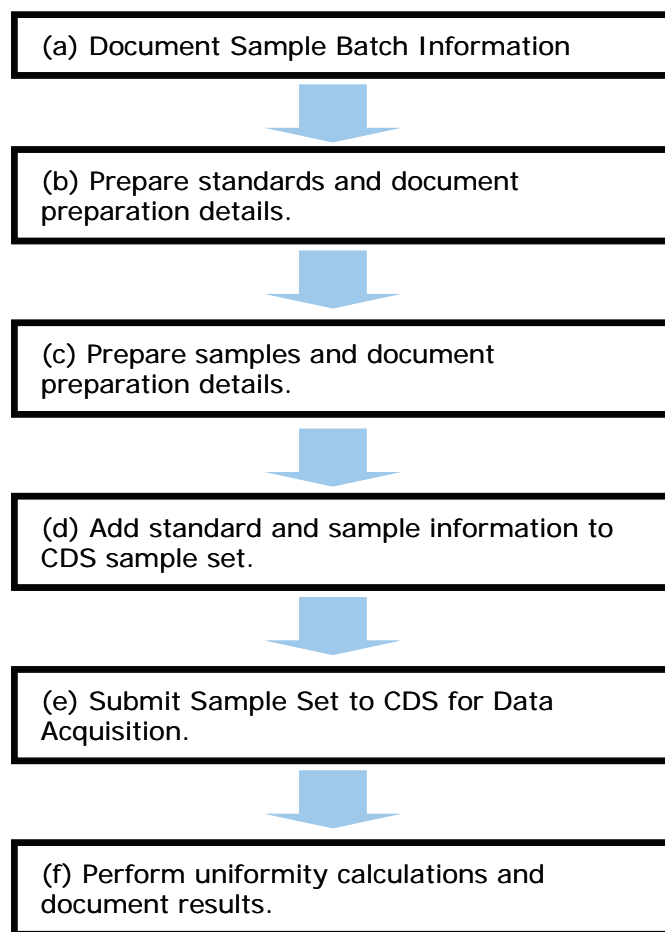 (a) Document Sample Batch Information
(b) Prepare standards and document
preparation details.
(c) Prepare samples and document
preparation details.
(d) Add standard and sample information to
CDS sample set.
(e) Submit Sample Set to CDS for Data
Acquisition.
(f) Perform uniformity calculations and
document results.